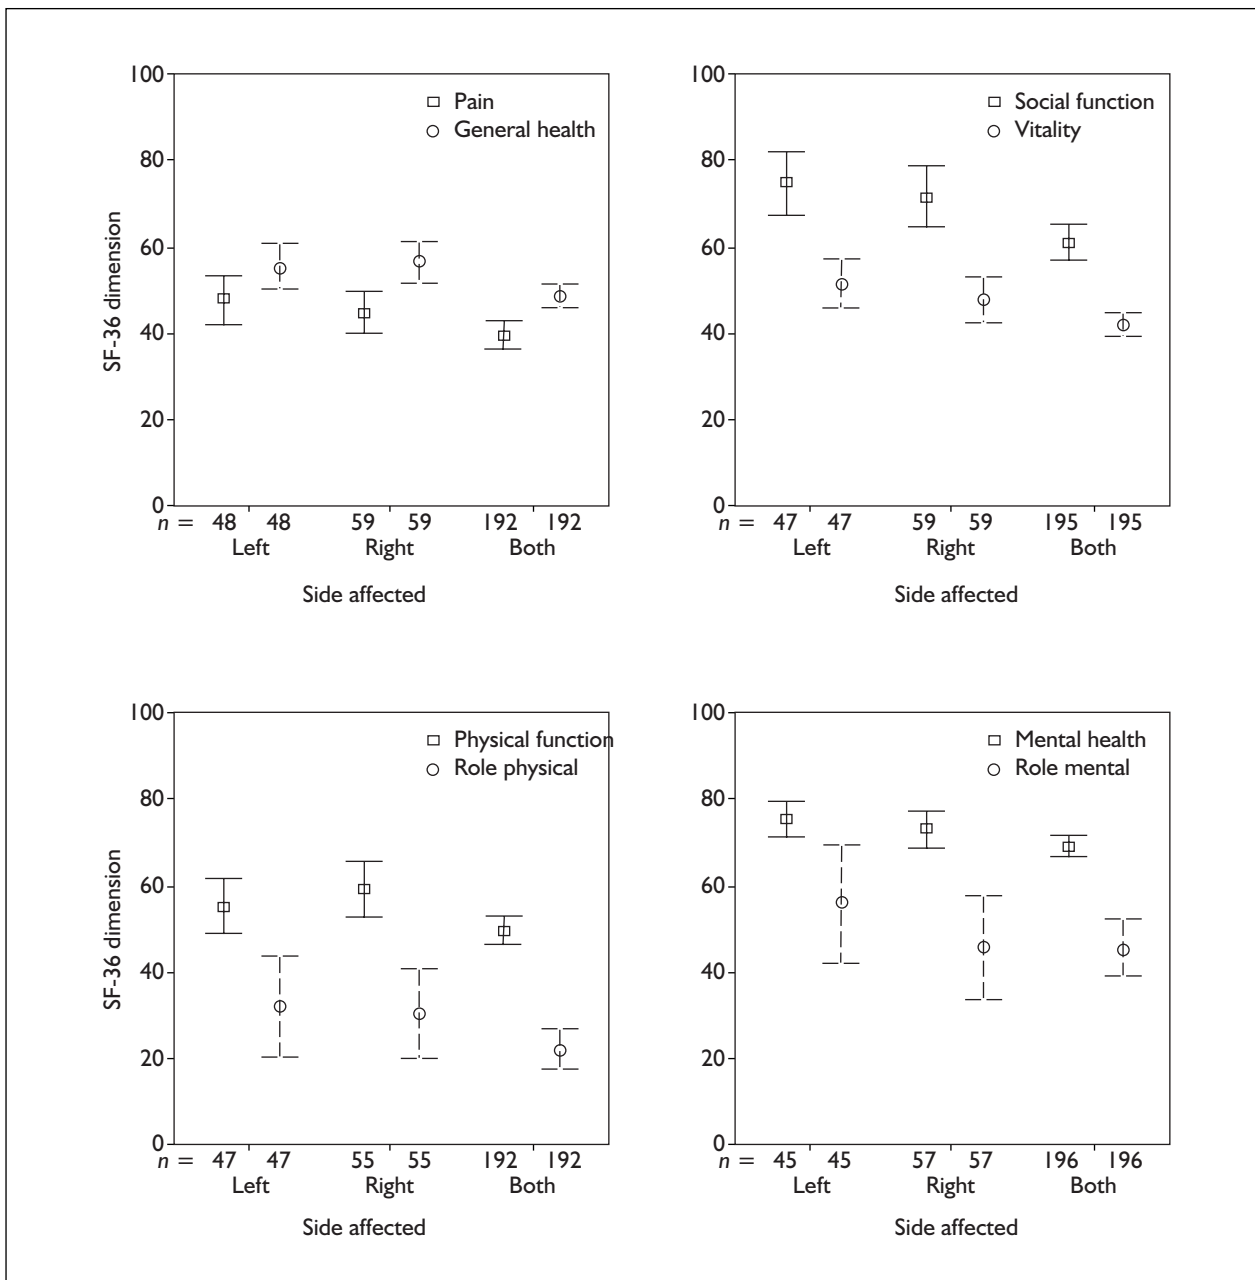 100
80
60
40
20
0
SF-36 dimension
Pain
General health
n = 48 48 59 59 192 192
Left Right Both
Side affected
100
80
60
40
20
0
Social function
Vitality
n = 47 47 59 59 195 195
Left Right Both
Side affected
100
80
60
40
20
0
SF-36 dimension
Physical function
Role physical
n = 47 47 55 55 192 192
Left Right Both
Side affected
100
80
60
40
20
0
Mental health
Role mental
n = 45 45 57 57 196 196
Left Right Both
Side affected